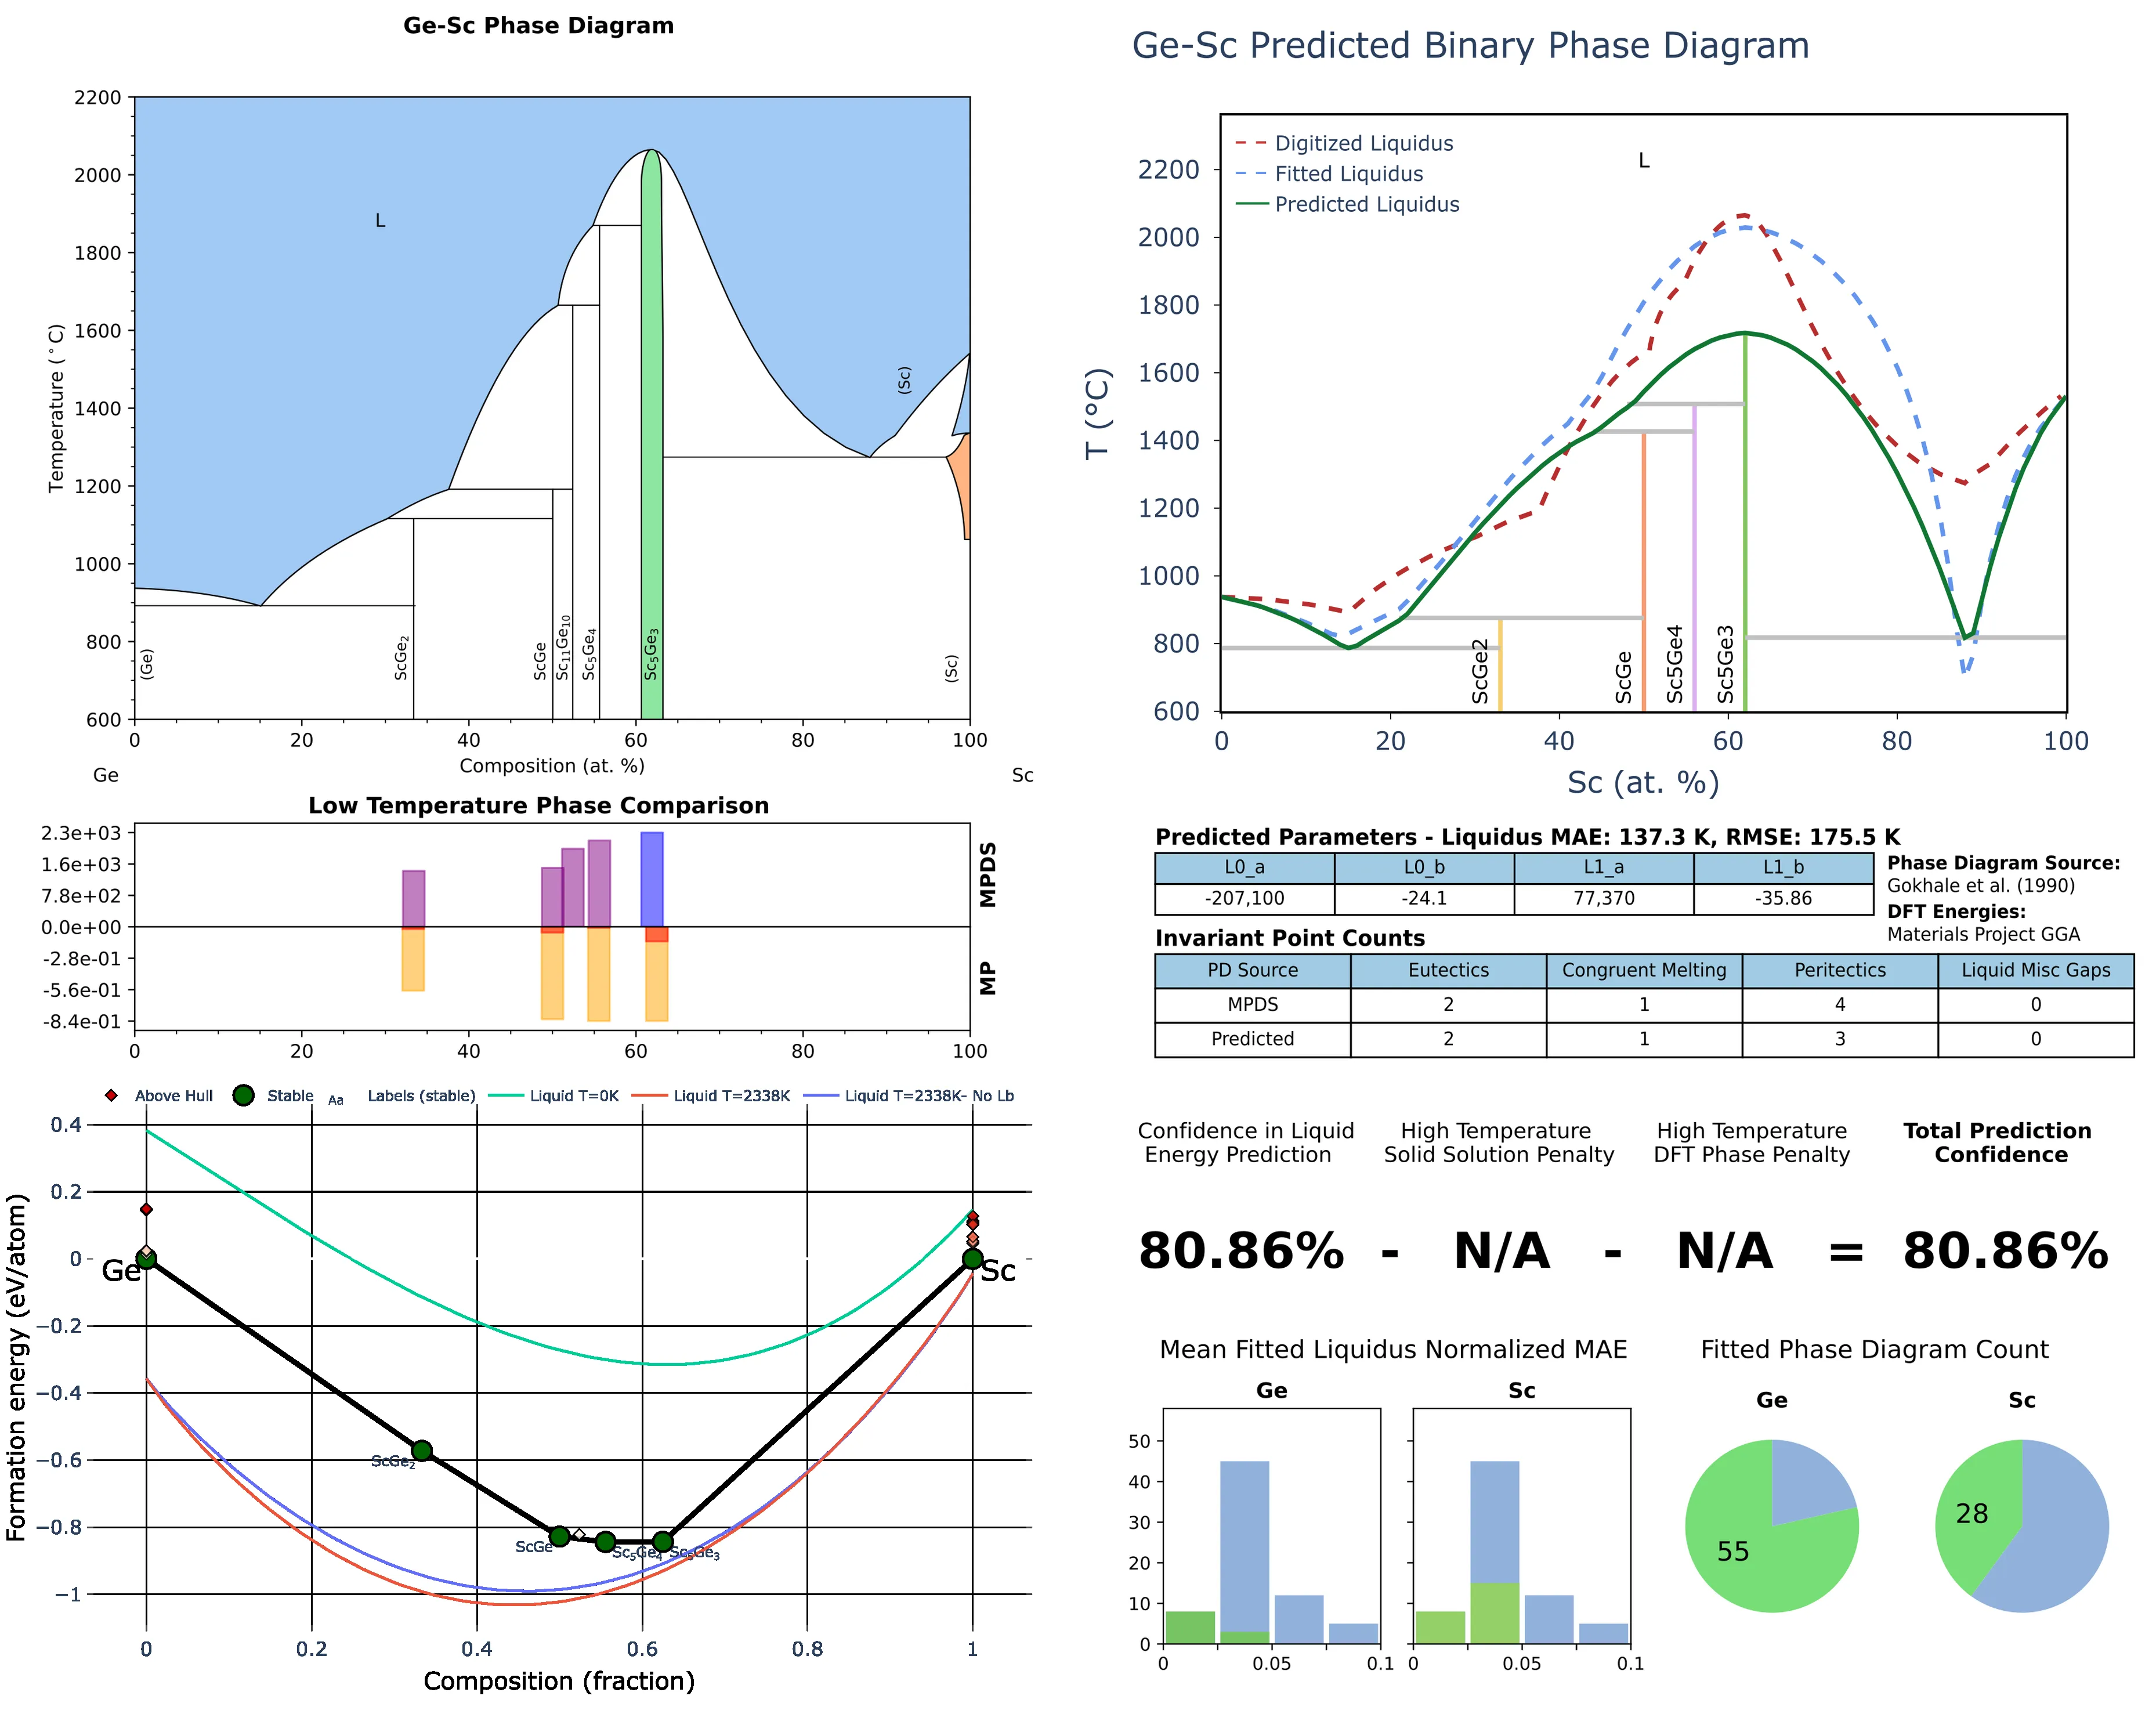 Ge-Sc Phase Diagram
2200
2000
1800
1600
1400
1200
1000
800
600
Temperature (°C)
L
(Sc)
(Ge)
ScGe2
ScGe
Sc11Ge10
Sc5Ge4
Sc5Ge3
(Sc)
0 20 40 60 80 100
Composition (at. %)
Ge Sc
Low Temperature Phase Comparison
2.3e+03
1.6e+03
7.8e+02
0.0e+00
-2.8e-01
-5.6e-01
-8.4e-01
MPDS
MP
0 20 40 60 80 100
Above Hull Stable Aa Labels (stable) Liquid T=0K Liquid T=2338K Liquid T=2338K- No Lb
0.4
0.2
0
−0.2
−0.4
−0.6
−0.8
−1
Formation energy (eV/atom)
Ge
Sc
ScGe2
ScGe
Sc5Ge4
Sc5Ge3
0 0.2 0.4 0.6 0.8 1
Composition (fraction)
Ge-Sc Predicted Binary Phase Diagram
Digitized Liquidus
Fitted Liquidus
Predicted Liquidus
L
2200
2000
1800
1600
1400
1200
1000
800
600
T (°C)
ScGe2
ScGe
Sc5Ge4
Sc5Ge3
0 20 40 60 80 100
Sc (at. %)
Predicted Parameters - Liquidus MAE: 137.3 K, RMSE: 175.5 K
L0_a L0_b L1_a L1_b
-207,100 -24.1 77,370 -35.86
Phase Diagram Source:
Gokhale et al. (1990)
DFT Energies:
Materials Project GGA
Invariant Point Counts
PD Source Eutectics Congruent Melting Peritectics Liquid Misc Gaps
MPDS 2 1 4 0
Predicted 2 1 3 0
Confidence in Liquid
Energy Prediction
High Temperature
Solid Solution Penalty
High Temperature
DFT Phase Penalty
Total Prediction
Confidence
80.86% - N/A - N/A = 80.86%
Mean Fitted Liquidus Normalized MAE
Ge Sc
50
40
30
20
10
0
0 0.05 0.1
0 0.05 0.1
Fitted Phase Diagram Count
Ge Sc
55
28